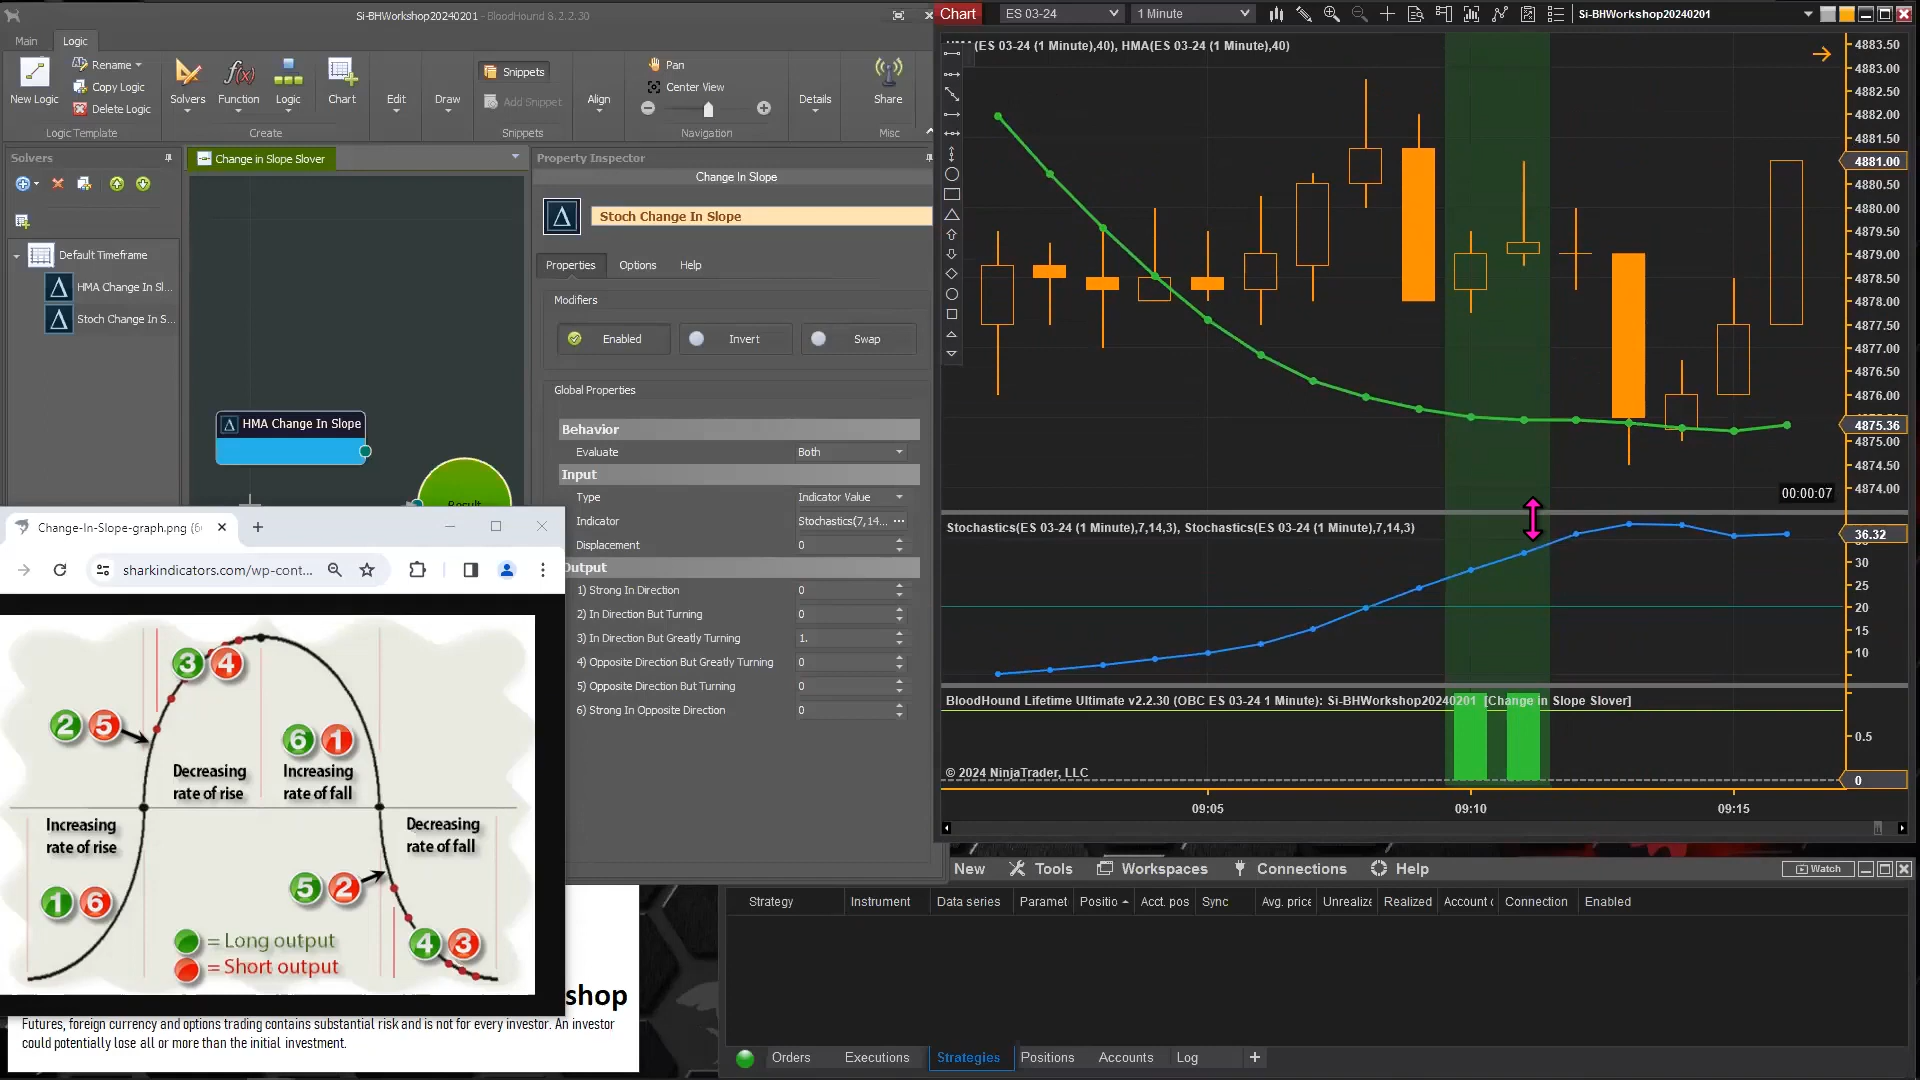 Si-BHWorkshop20240201 - BloodHound 8.2.2.30
Main
Logic
New Logic
Rename
Copy Logic
Delete Logic
Logic Template
Solvers
Function
Logic
Chart
Create
Edit
Draw
Snippets
Add Snippet
Snippets
Align
Pan
Center View
Navigation
Details
Share
Misc
Solvers
Default Timeframe
HMA Change In Sl...
Stoch Change In S...
Change in Slope Slover
HMA Change In Slope
Property Inspector
Change In Slope
Stoch Change In Slope
Properties
Options
Help
Modifiers
Enabled
Invert
Swap
Global Properties
Behavior
Evaluate
Both
Input
Type
Indicator Value
Indicator
Stochastics(7,14...
Displacement
0
Output
1) Strong In Direction
0
2) In Direction But Turning
0
3) In Direction But Greatly Turning
1.
4) Opposite Direction But Greatly Turning
0
5) Opposite Direction But Turning
0
6) Strong In Opposite Direction
0
Chart
ES 03-24
1 Minute
Si-BHWorkshop20240201
(ES 03-24 (1 Minute),40), HMA(ES 03-24 (1 Minute),40)
4883.50
4883.00
4882.50
4882.00
4881.50
4881.00
4880.50
4880.00
4879.50
4879.00
4878.50
4878.00
4877.50
4877.00
4876.50
4876.00
4875.36
4875.00
4874.50
4874.00
00:00:07
Stochastics(ES 03-24 (1 Minute),7,14,3), Stochastics(ES 03-24 (1 Minute),7,14,3)
36.32
30
25
20
15
10
BloodHound Lifetime Ultimate v2.2.30 (OBC ES 03-24 1 Minute): Si-BHWorkshop20240201 [Change in Slope Slover]
0.5
0
© 2024 NinjaTrader, LLC
09:05
09:10
09:15
Change-In-Slope-graph.png (6
sharkindicators.com/wp-cont...
3 4
2 5
6 1
Decreasing
rate of rise
Increasing
rate of fall
Increasing
rate of rise
Decreasing
rate of fall
5 2
1 6
4 3
= Long output
= Short output
shop
Futures, foreign currency and options trading contains substantial risk and is not for every investor. An investor
could potentially lose all or more than the initial investment.
New
Tools
Workspaces
Connections
Help
Watch
Strategy
Instrument
Data series
Paramet
Positio
Acct. pos
Sync
Avg. price
Unrealize
Realized
Account
Connection
Enabled
Orders
Executions
Strategies
Positions
Accounts
Log